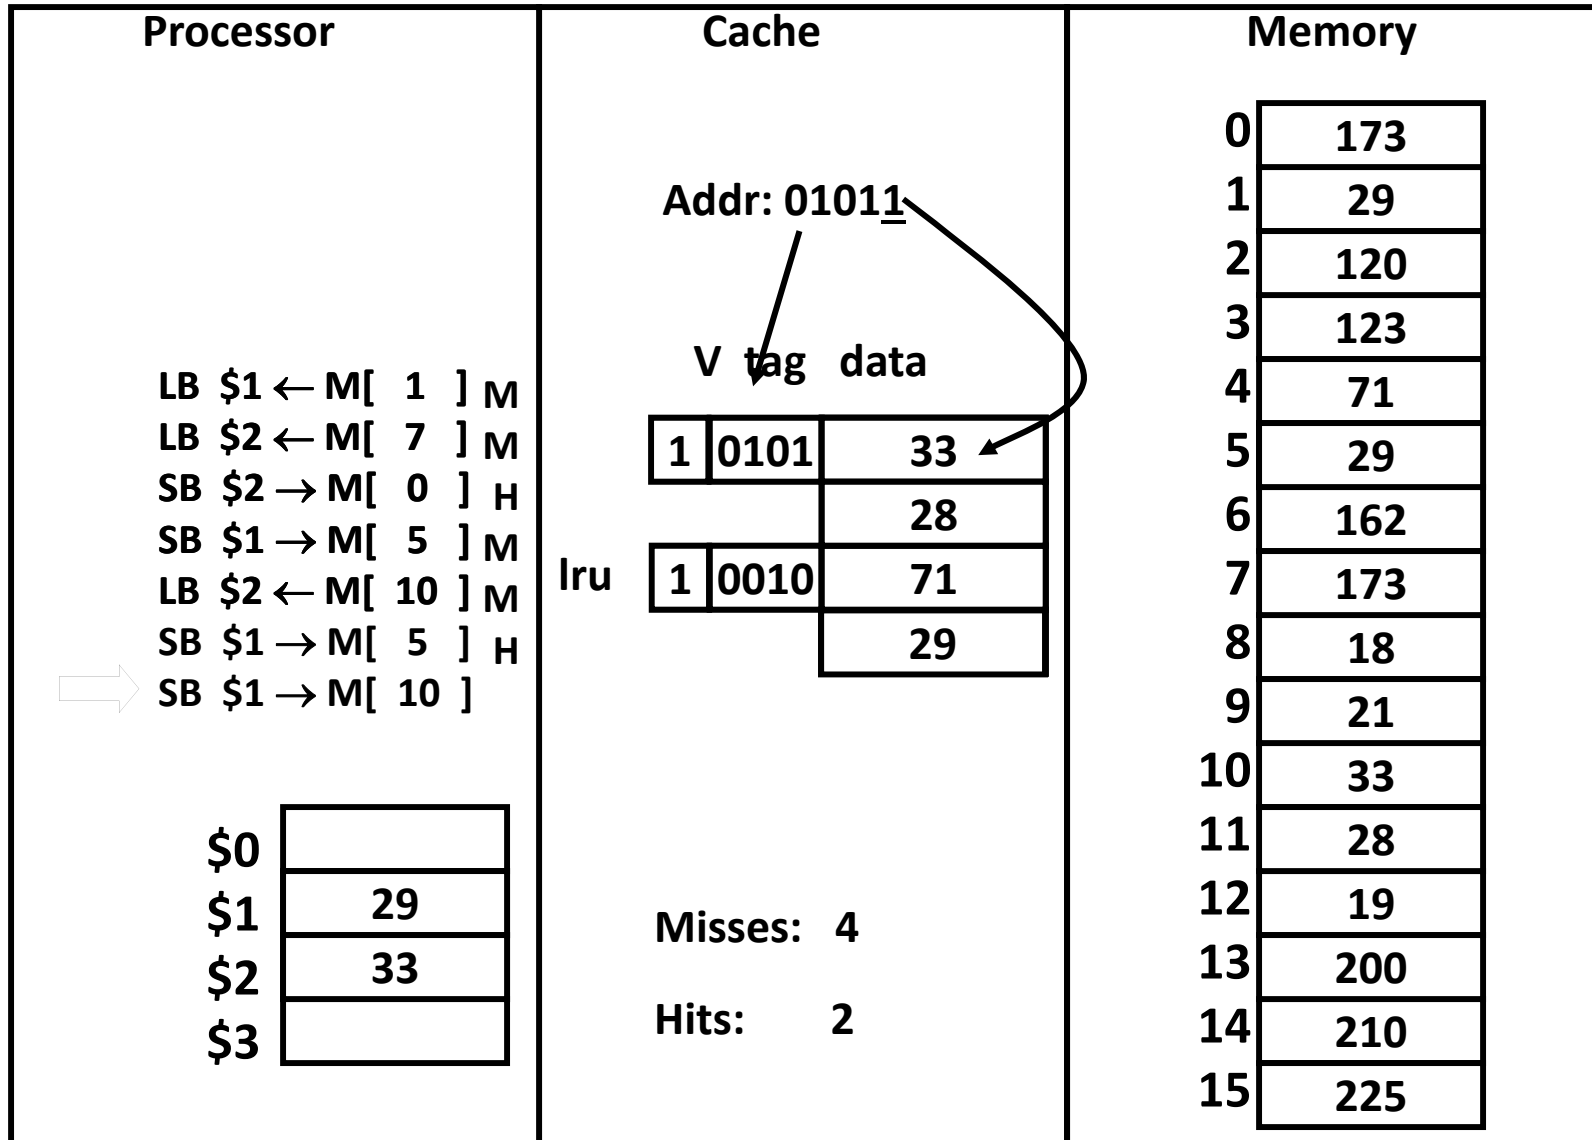 Processor
Cache
Memory
LB $1 ← M[ 1 ] M
LB $2 ← M[ 7 ] M
SB $2 → M[ 0 ] H
SB $1 → M[ 5 ] M
LB $2 ← M[ 10 ] M
SB $1 → M[ 5 ] H
SB $1 → M[ 10 ]
$0
$1 29
$2 33
$3
Addr: 01011
V tag data
1 0101 33
28
lru 1 0010 71
29
Misses: 4
Hits: 2
0 173
1 29
2 120
3 123
4 71
5 29
6 162
7 173
8 18
9 21
10 33
11 28
12 19
13 200
14 210
15 225